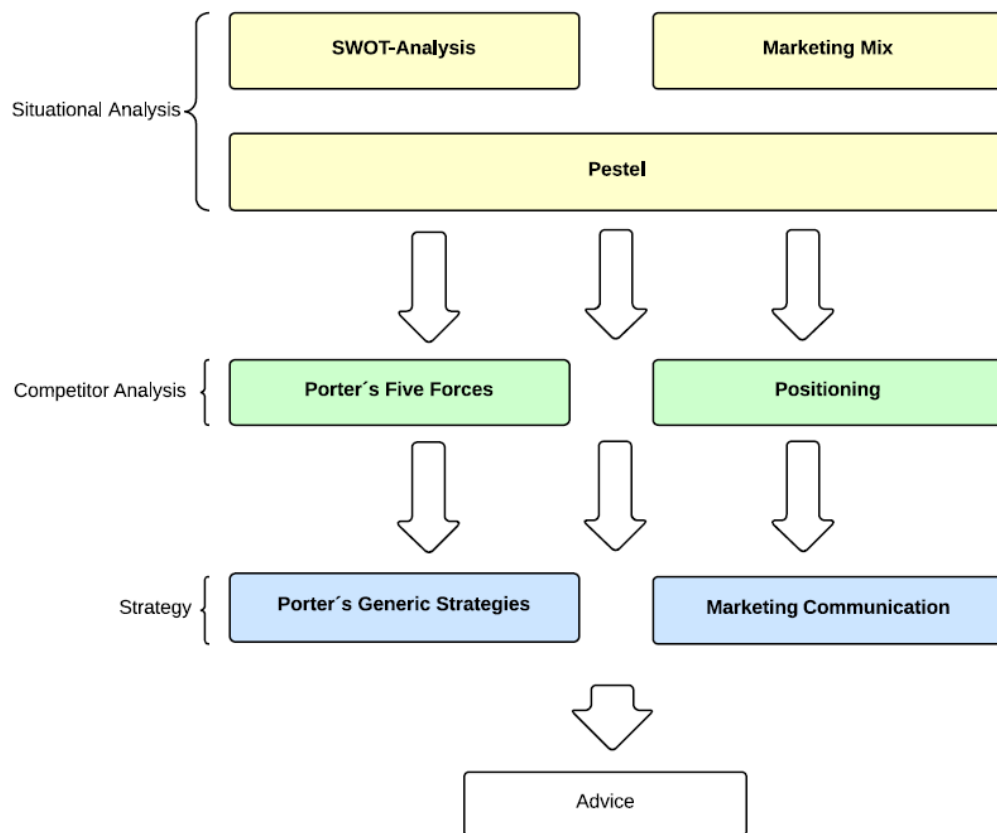 SWOT-Analysis
Marketing Mix
Situational Analysis
Pestel
Competitor Analysis
Porter´s Five Forces
Positioning
Strategy
Porter´s Generic Strategies
Marketing Communication
Advice